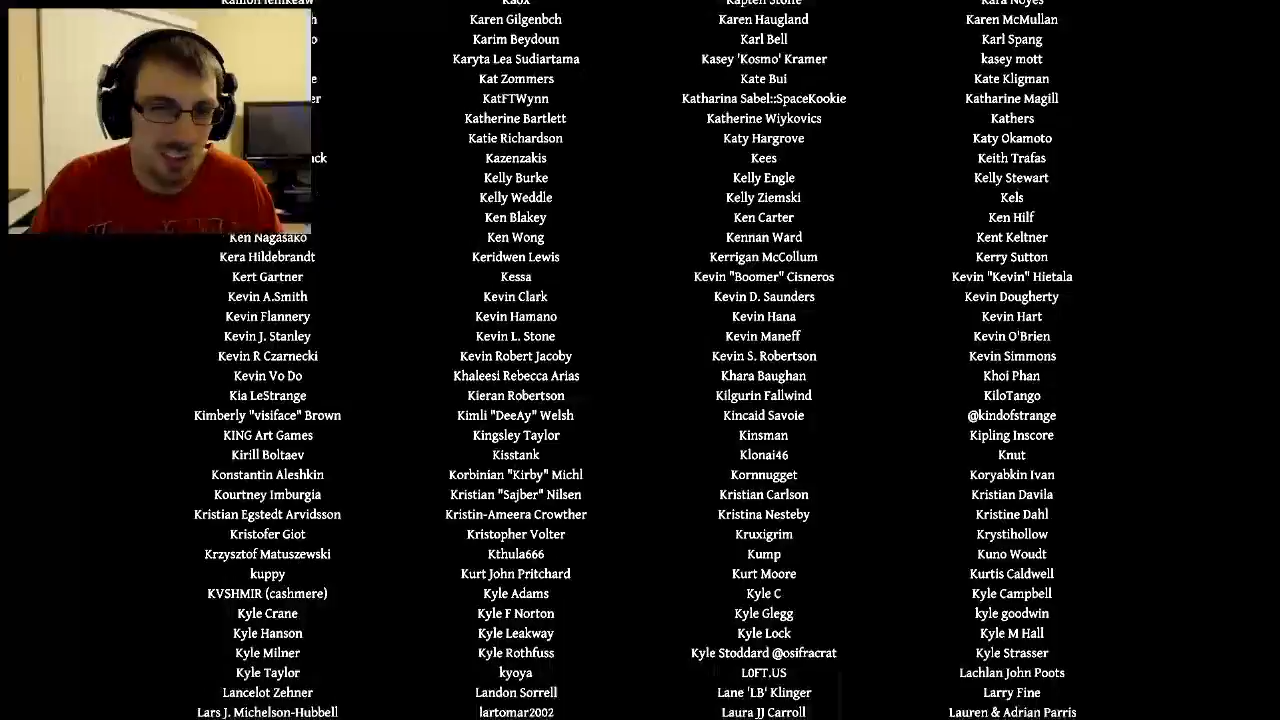 Karen Gilgenbch Karen Haugland Karen McMullan
Karim Beydoun Karl Bell Karl Spang
Karyta Lea Sudiartama Kasey 'Kosmo' Kramer kasey mott
Kat Zommers Kate Bui Kate Kligman
KatFTWynn Katharina Sabel::SpaceKookie Katharine Magill
Katherine Bartlett Katherine Wiykovics Kathers
Katie Richardson Katy Hargrove Katy Okamoto
Kazenzakis Kees Keith Trafas
Kelly Burke Kelly Engle Kelly Stewart
Kelly Weddle Kelly Ziemski Kels
Ken Blakey Ken Carter Ken Hilf
Ken Nagasako Ken Wong Kennan Ward Kent Keltner
Kera Hildebrandt Keridwen Lewis Kerrigan McCollum Kerry Sutton
Kert Gartner Kessa Kevin "Boomer" Cisneros Kevin "Kevin" Hietala
Kevin A.Smith Kevin Clark Kevin D. Saunders Kevin Dougherty
Kevin Flannery Kevin Hamano Kevin Hana Kevin Hart
Kevin J. Stanley Kevin L. Stone Kevin Maneff Kevin O'Brien
Kevin R Czarnecki Kevin Robert Jacoby Kevin S. Robertson Kevin Simmons
Kevin Vo Do Khaleesi Rebecca Arias Khara Baughan Khoi Phan
Kia LeStrange Kieran Robertson Kilgurin Fallwind KiloTango
Kimberly "visiface" Brown Kimli "DeeAy" Welsh Kincaid Savoie @kindofstrange
KING Art Games Kingsley Taylor Kinsman Kipling Inscore
Kirill Boltaev Kisstank Klonai46 Knut
Konstantin Aleshkin Korbinian "Kirby" Michl Kornnugget Koryabkin Ivan
Kourtney Imburgia Kristian "Sajber" Nilsen Kristian Carlson Kristian Davila
Kristian Egstedt Arvidsson Kristin-Ameera Crowther Kristina Nesteby Kristine Dahl
Kristofer Giot Kristopher Volter Kruxigrim Krystihollow
Krzysztof Matuszewski Kthula666 Kump Kuno Woudt
kuppy Kurt John Pritchard Kurt Moore Kurtis Caldwell
KVSHMIR (cashmere) Kyle Adams Kyle C Kyle Campbell
Kyle Crane Kyle F Norton Kyle Glegg kyle goodwin
Kyle Hanson Kyle Leakway Kyle Lock Kyle M Hall
Kyle Milner Kyle Rothfuss Kyle Stoddard @osifracrat Kyle Strasser
Kyle Taylor kyoya L0FT.US Lachlan John Poots
Lancelot Zehner Landon Sorrell Lane 'LB' Klinger Larry Fine
Lars J. Michelson-Hubbell lartomar2002 Laura JJ Carroll Lauren & Adrian Parris